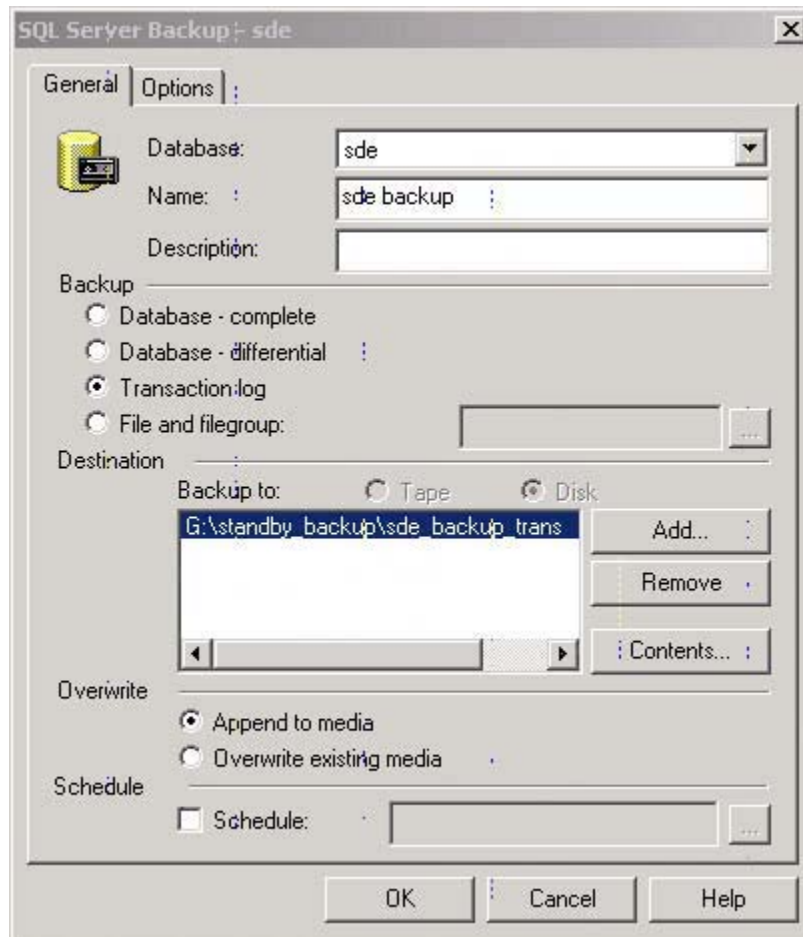 SQL Server Backup - sde
General Options
Database: sde
Name: sde backup
Description:
Backup
Database - complete
Database - differential
Transaction log
File and filegroup: ...
Destination
Backup to: Tape Disk
G:\standby_backup\sde_backup_trans
Add...
Remove
Contents...
Overwrite
Append to media
Overwrite existing media
Schedule
Schedule: ...
OK Cancel Help